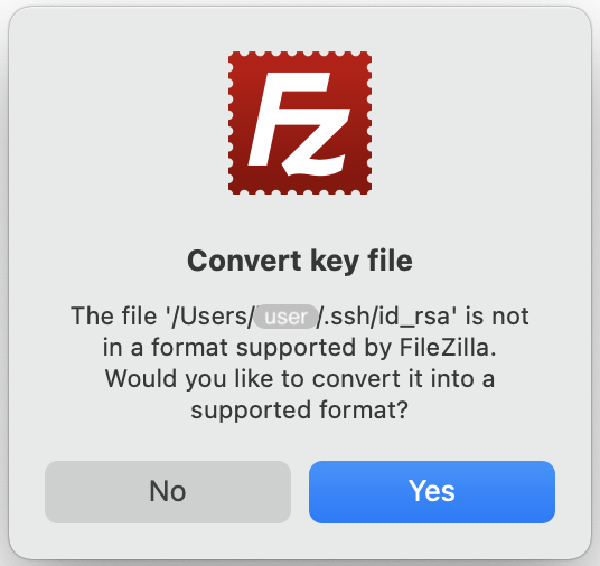 Fz
Convert key file
The file '/Users/user/.ssh/id_rsa' is not
in a format supported by FileZilla.
Would you like to convert it into a
supported format?
No
Yes